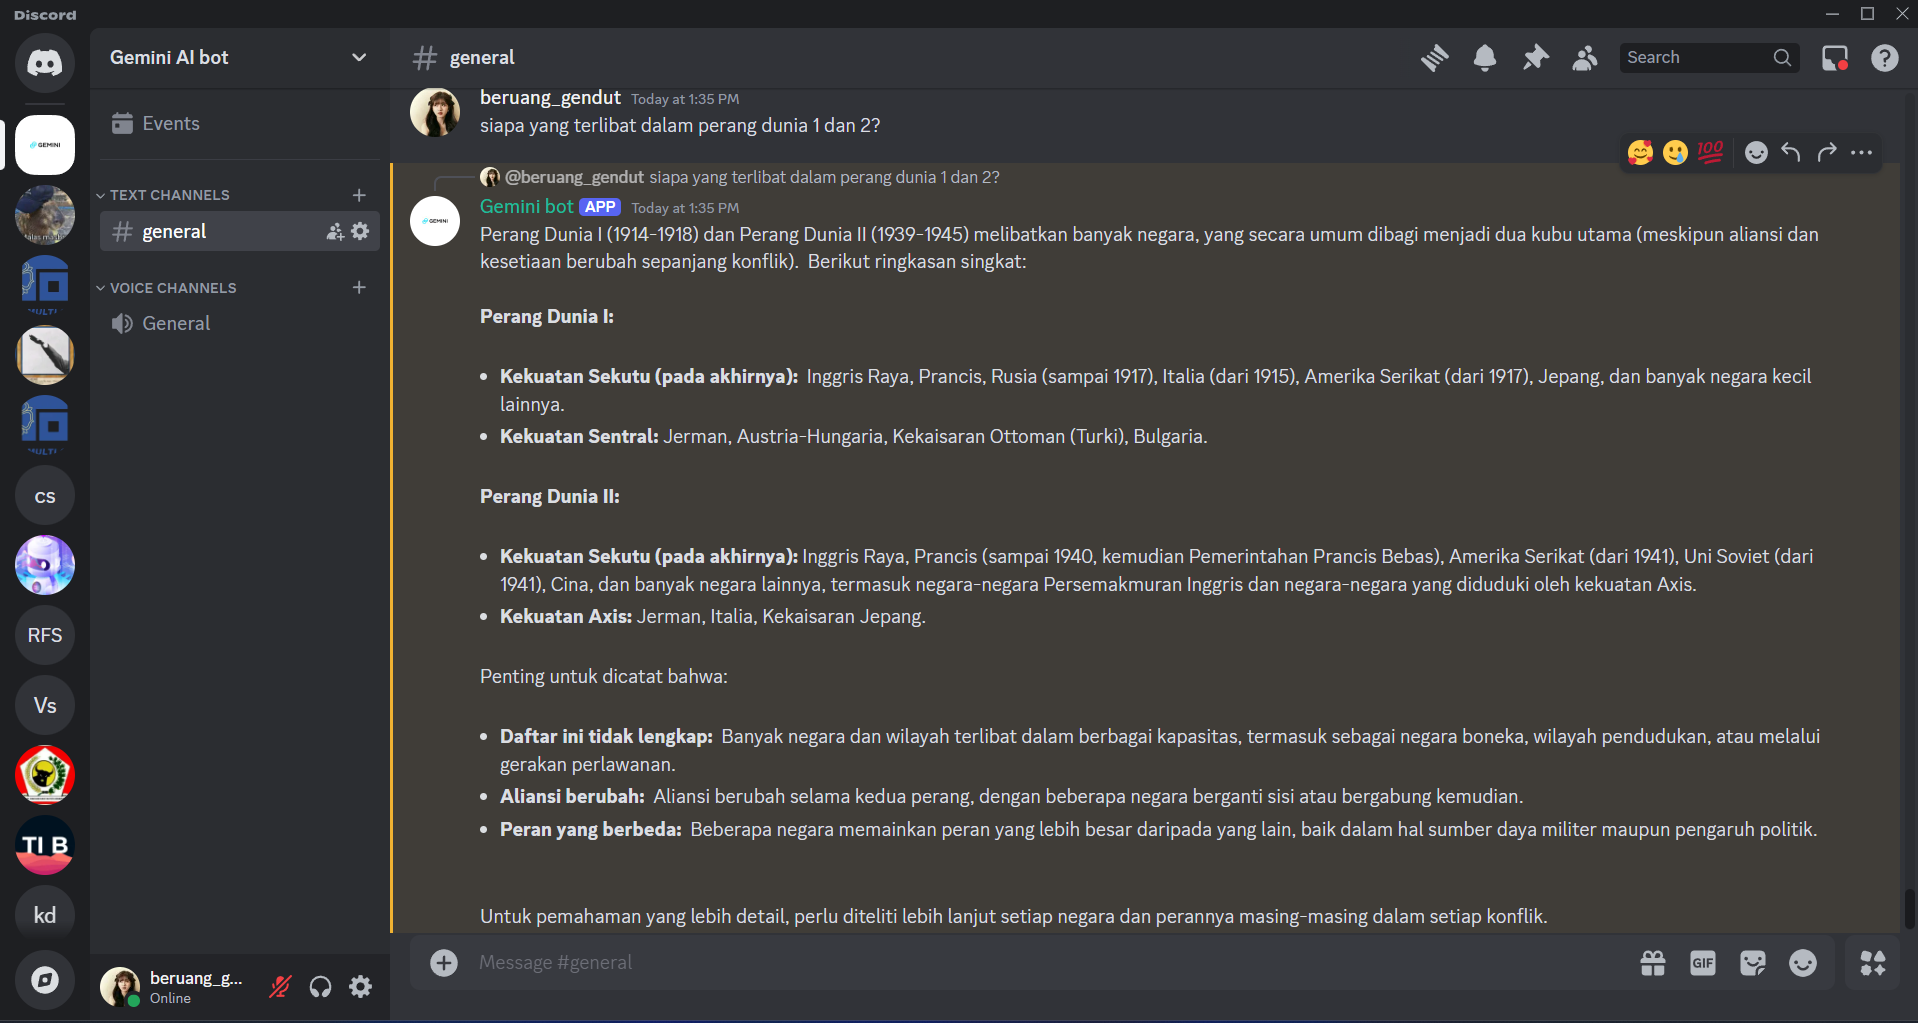 Discord
Gemini AI bot
general
Search
GEMINI
Events
TEXT CHANNELS
general
VOICE CHANNELS
General
MULTI
MULTI
cs
RFS
Vs
TI B
kd
beruang_g...
Online
beruang_gendut Today at 1:35 PM
siapa yang terlibat dalam perang dunia 1 dan 2?
@beruang_gendut siapa yang terlibat dalam perang dunia 1 dan 2?
GEMINI
Gemini bot APP Today at 1:35 PM
Perang Dunia I (1914-1918) dan Perang Dunia II (1939-1945) melibatkan banyak negara, yang secara umum dibagi menjadi dua kubu utama (meskipun aliansi dan
kesetiaan berubah sepanjang konflik). Berikut ringkasan singkat:
Perang Dunia I:
• Kekuatan Sekutu (pada akhirnya): Inggris Raya, Prancis, Rusia (sampai 1917), Italia (dari 1915), Amerika Serikat (dari 1917), Jepang, dan banyak negara kecil
lainnya.
• Kekuatan Sentral: Jerman, Austria-Hungaria, Kekaisaran Ottoman (Turki), Bulgaria.
Perang Dunia II:
• Kekuatan Sekutu (pada akhirnya): Inggris Raya, Prancis (sampai 1940, kemudian Pemerintahan Prancis Bebas), Amerika Serikat (dari 1941), Uni Soviet (dari
1941), Cina, dan banyak negara lainnya, termasuk negara-negara Persemakmuran Inggris dan negara-negara yang diduduki oleh kekuatan Axis.
• Kekuatan Axis: Jerman, Italia, Kekaisaran Jepang.
Penting untuk dicatat bahwa:
• Daftar ini tidak lengkap: Banyak negara dan wilayah terlibat dalam berbagai kapasitas, termasuk sebagai negara boneka, wilayah pendudukan, atau melalui
gerakan perlawanan.
• Aliansi berubah: Aliansi berubah selama kedua perang, dengan beberapa negara berganti sisi atau bergabung kemudian.
• Peran yang berbeda: Beberapa negara memainkan peran yang lebih besar daripada yang lain, baik dalam hal sumber daya militer maupun pengaruh politik.
Untuk pemahaman yang lebih detail, perlu diteliti lebih lanjut setiap negara dan perannya masing-masing dalam setiap konflik.
Message #general
GIF